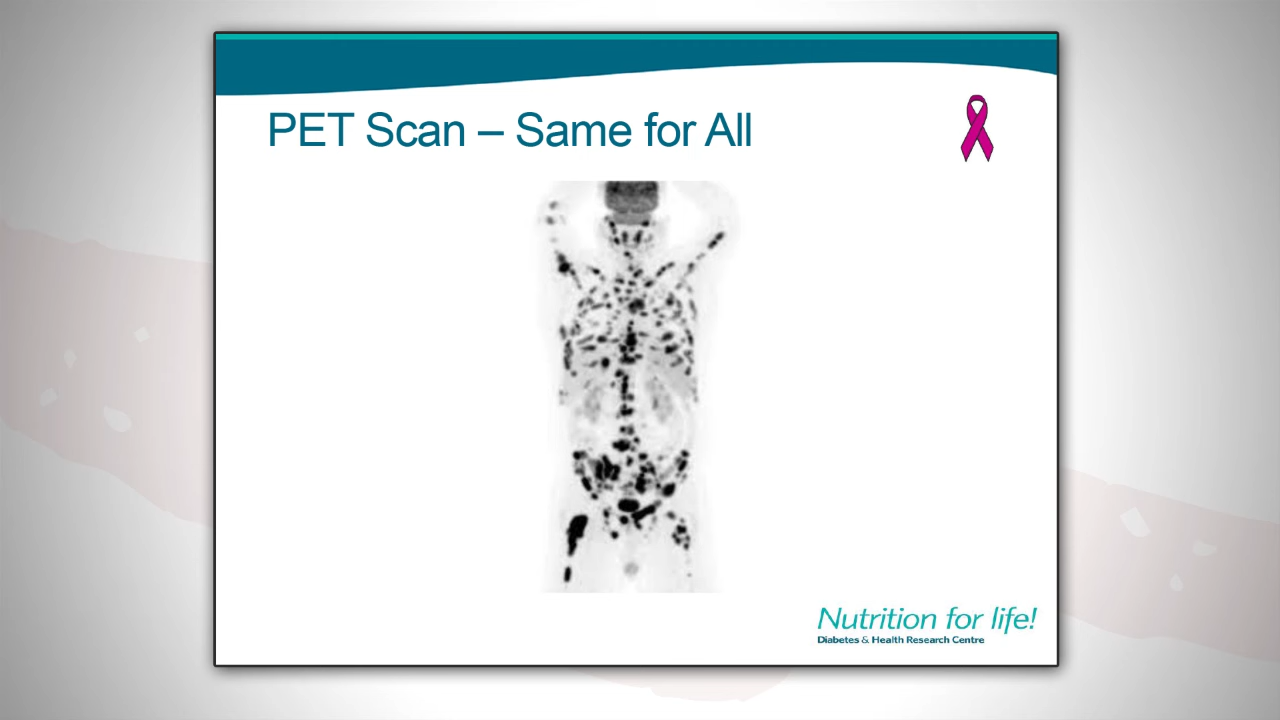 PET Scan – Same for All
Nutrition for life!
Diabetes & Health Research Centre